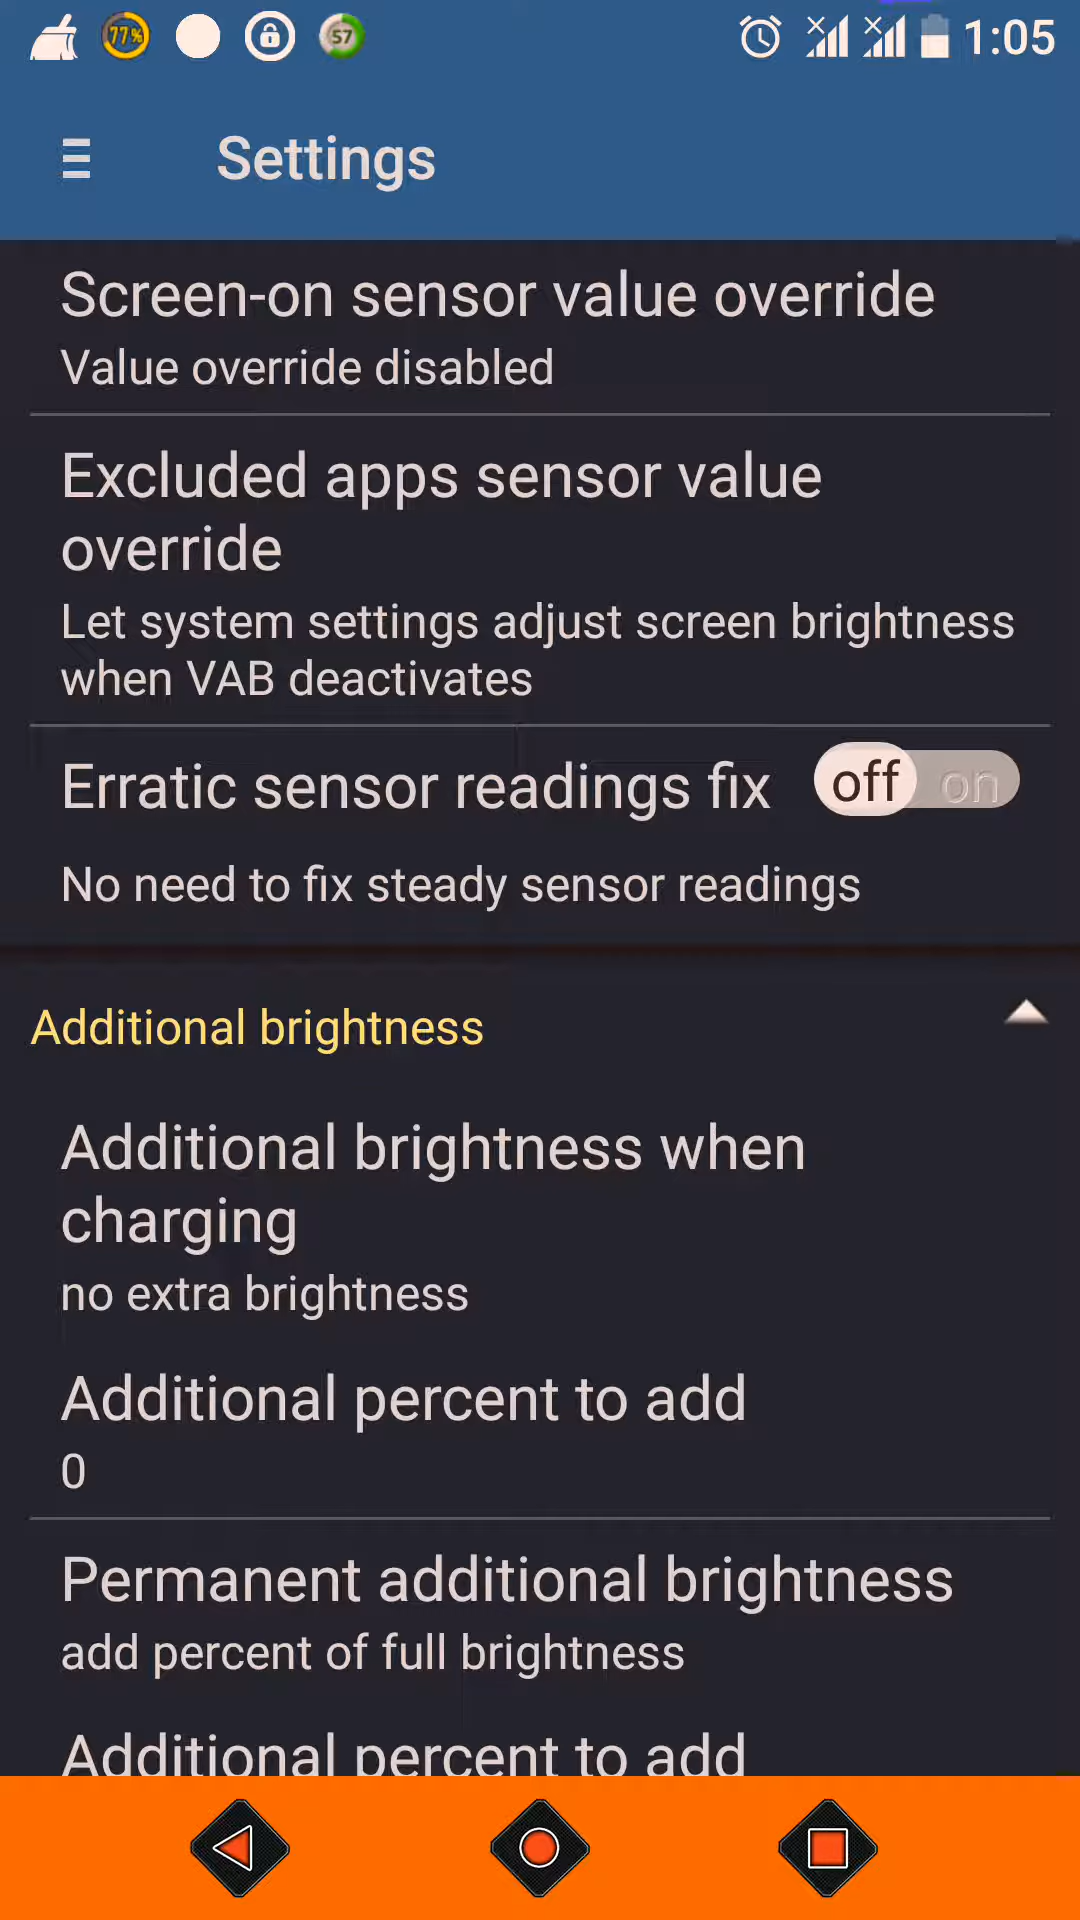 77%
57
1:05
Settings
Screen-on sensor value override
Value override disabled
Excluded apps sensor value
override
Let system settings adjust screen brightness
when VAB deactivates
Erratic sensor readings fix
off on
No need to fix steady sensor readings
Additional brightness
Additional brightness when
charging
no extra brightness
Additional percent to add
0
Permanent additional brightness
add percent of full brightness
Additional percent to add